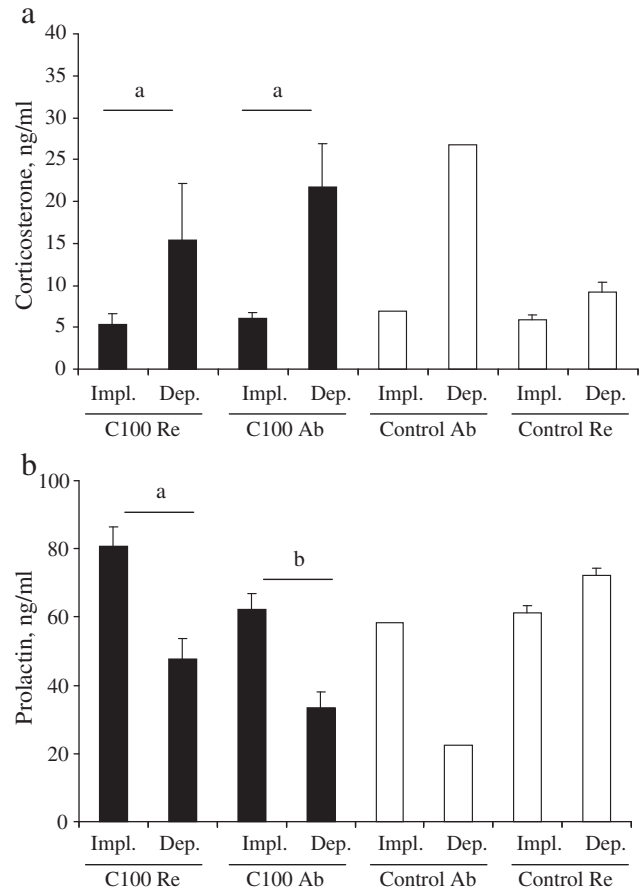 a
40
35
30
25
20
15
10
5
0
Corticosterone, ng/ml
a
a
Impl. Dep. Impl. Dep. Impl. Dep. Impl. Dep.
C100 Re C100 Ab Control Ab Control Re
b
100
80
60
40
20
0
Prolactin, ng/ml
a
b
Impl. Dep. Impl. Dep. Impl. Dep. Impl. Dep.
C100 Re C100 Ab Control Ab Control Re